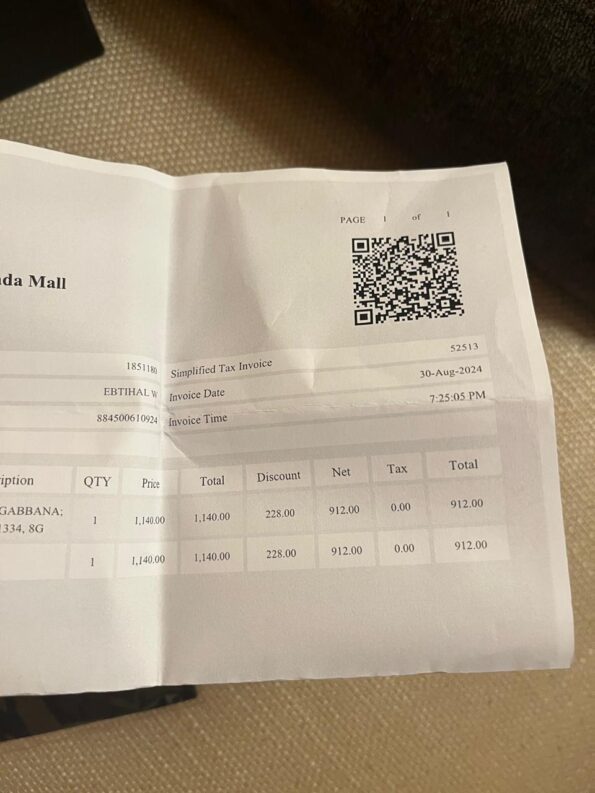 PAGE 1 of 1
da Mall
1851180 Simplified Tax Invoice 52513
EBTIHAL W Invoice Date 30-Aug-2024
884500610924 Invoice Time 7:25:05 PM
ription QTY Price Total Discount Net Tax Total
GABBANA; 1 1,140.00 1,140.00 228.00 912.00 0.00 912.00
1334, 8G
1 1,140.00 1,140.00 228.00 912.00 0.00 912.00